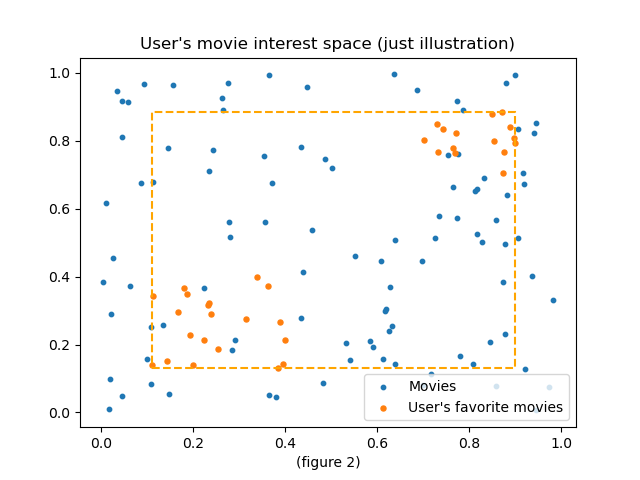 User's movie interest space (just illustration)
1.0
0.8
0.6
0.4
0.2
0.0
Movies
User's favorite movies
0.0 0.2 0.4 0.6 0.8 1.0
(figure 2)